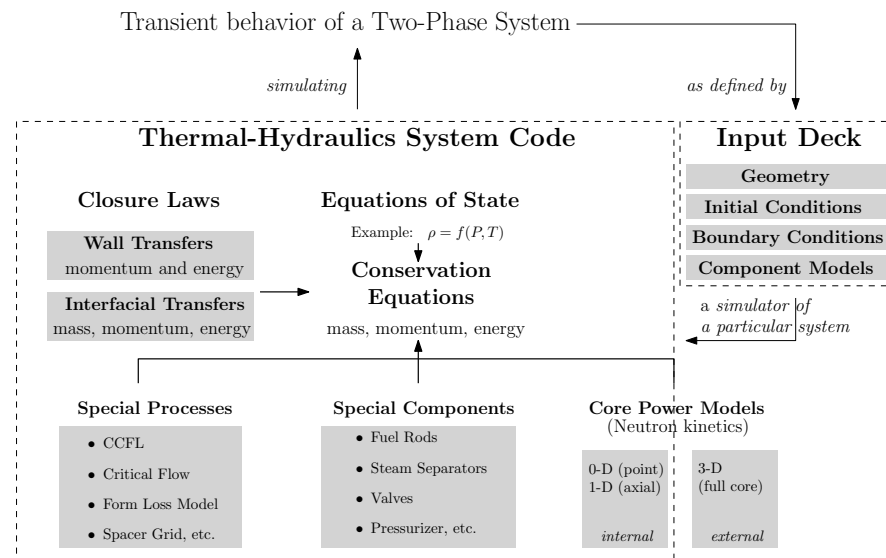 Transient behavior of a Two-Phase System
simulating
as defined by
Thermal-Hydraulics System Code
Closure Laws
Wall Transfers
momentum and energy
Interfacial Transfers
mass, momentum, energy
Equations of State
Example: ρ = f(P, T)
Conservation
Equations
mass, momentum, energy
Input Deck
Geometry
Initial Conditions
Boundary Conditions
Component Models
a simulator of
a particular system
Special Processes
• CCFL
• Critical Flow
• Form Loss Model
• Spacer Grid, etc.
Special Components
• Fuel Rods
• Steam Separators
• Valves
• Pressurizer, etc.
Core Power Models
(Neutron kinetics)
0-D (point)
1-D (axial)
internal
3-D
(full core)
external